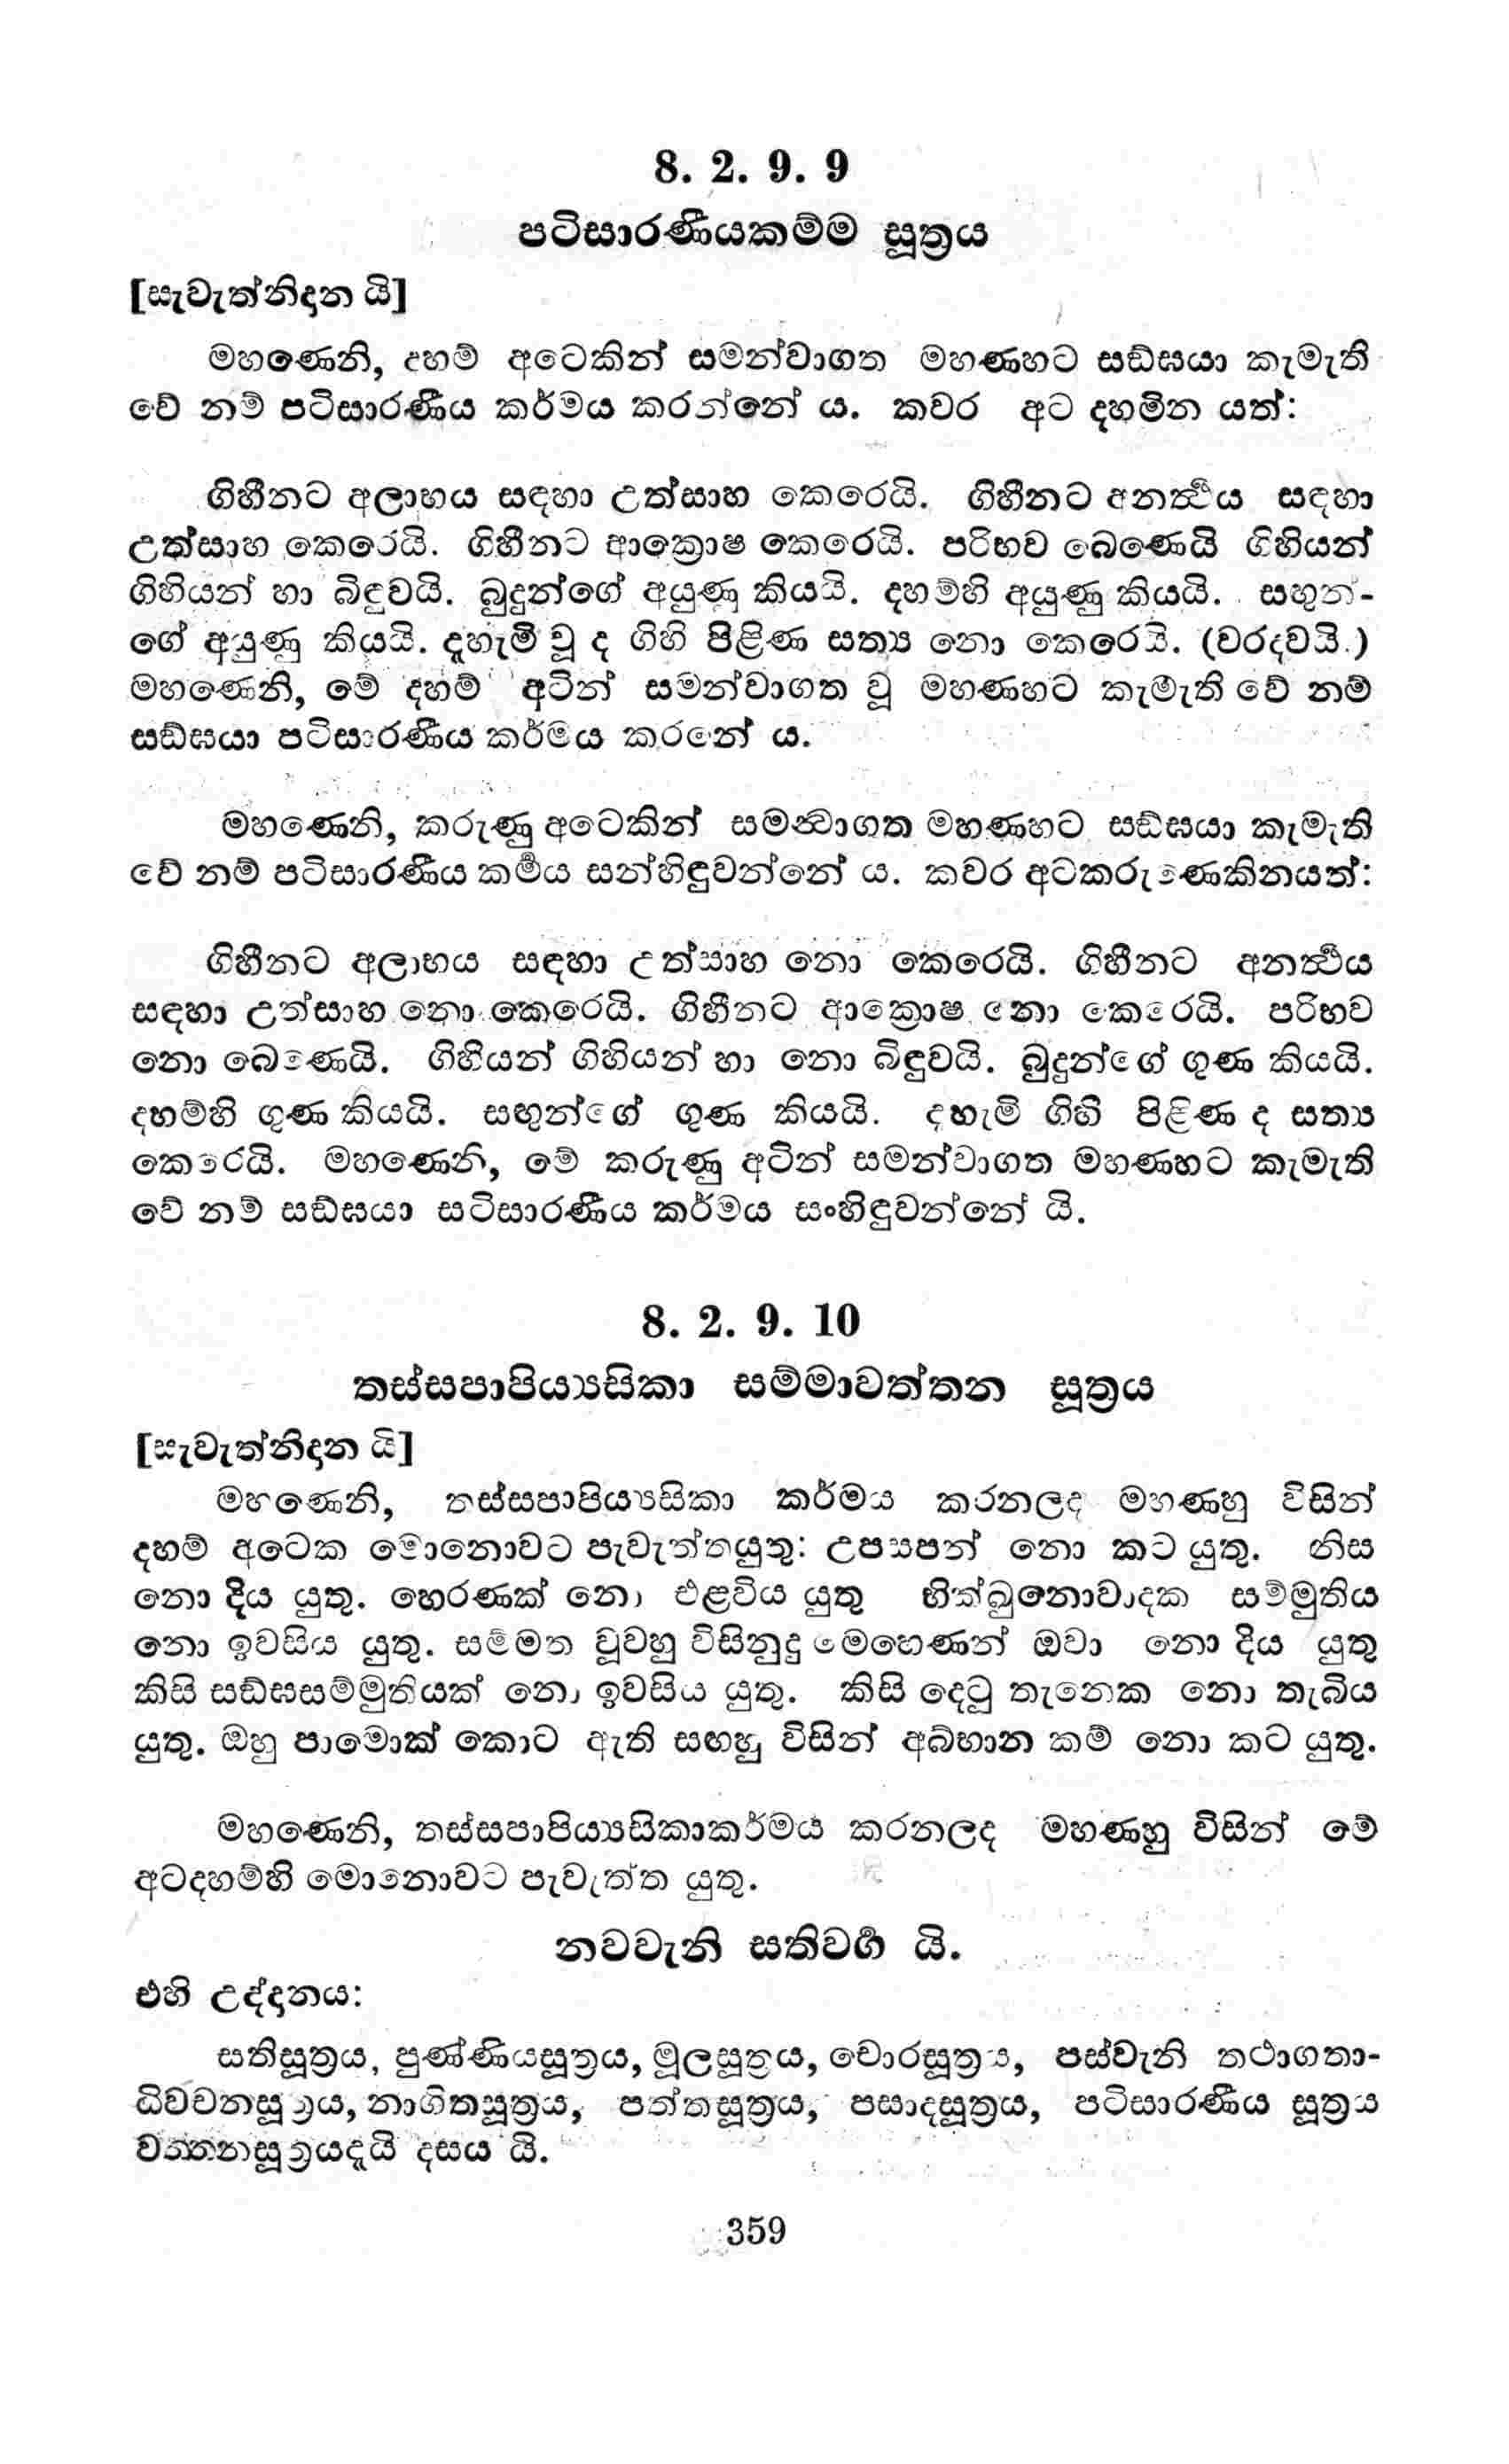 8. 2. 9. 9
පටිසාරණීයකම්ම සූත්‍රය
[සැවැත්නිදාන යි]
මහණෙනි, දහම් අටෙකින් සමන්වාගත මහණහට සඞ්ඝයා කැමැති
වේ නම් පටිසාරණීය කර්මය කරන්නේ ය. කවර අට දහමින යත්:
ගිහීනට අලාභය සඳහා උත්සාහ කෙරෙයි. ගිහීනට අනර්‍ත්‍ථය සඳහා
උත්සාහ කෙරෙයි. ගිහීනට ආක්‍රොෂ කෙරෙයි. පරිභව බෙණෙයි ගිහියන්
ගිහියන් හා බිඳුවයි. බුදුන්ගේ අයුණු කියයි. දහම්හි අයුණු කියයි. සඟුන්-
ගේ අයුණු කියයි. දැහැමි වූ ද ගිහි පිළිණ සත්‍ය නො කෙරෙයි. (වරදවයි.)
මහණෙනි, මේ දහම් අටින් සමන්වාගත වූ මහණහට කැමැති වේ නම්
සඞ්ඝයා පටිසාරණීය කර්මය කරනේ ය.
මහණෙනි, කරුණු අටෙකින් සමන්‍වාගත මහණහට සඞ්ඝයා කැමැති
වේ නම් පටිසාරණීය කර්‍මය සන්හිඳුවන්නේ ය. කවර අටකරුණෙකිනයත්:
ගිහීනට අලාභය සඳහා උත්සාහ නො කෙරෙයි. ගිහීනට අනර්‍ත්‍ථය
සඳහා උත්සාහ නො කෙරෙයි. ගිහීනට ආක්‍රොෂ නො කෙරෙයි. පරිභව
නො බෙණෙයි. ගිහියන් ගිහියන් හා නො බිඳුවයි. බුදුන්ගේ ගුණ කියයි.
දහම්හි ගුණ කියයි. සඟුන්ගේ ගුණ කියයි. දහැමි ගිහි පිළිණ ද සත්‍ය
කෙරෙයි. මහණෙනි, මේ කරුණු අටින් සමන්වාගත මහණහට කැමැති
වේ නම් සඞ්ඝයා සටිසාරණීය කර්මය සංහිඳුවන්නේ යි.
8. 2. 9. 10
තස්සපාපිය්‍යසිකා සම්මාවත්තන සූත්‍රය
[සැවැත්නිදාන යි]
මහණෙනි, තස්සපාපිය්‍යසිකා කර්මය කරනලද මහණහු විසින්
දහම් අටෙක මොනොවට පැවැත්තයුතු: උපසපන් නො කට යුතු. නිස
නො දිය යුතු. හෙරණක් නො එළවිය යුතු භික්ඛුනොවාදක සම්මුතිය
නො ඉවසිය යුතු. සම්මත වූවහු විසිනුදු මෙහෙණන් ඔවා නො දිය යුතු
කිසි සඞ්ඝසම්මුතියක් නො ඉවසිය යුතු. කිසි දෙටු තැනෙක නො තැබිය
යුතු. ඔහු පාමොක් කොට ඇති සඟහු විසින් අබ්භාන කම් නො කට යුතු.
මහණෙනි, තස්සපාපිය්‍යසිකාකර්මය කරනලද මහණහු විසින් මේ
අටදහම්හි මොනොවට පැවැත්ත යුතු.
නවවැනි සතිවර්‍ග යි.
එහි උද්දානය:
සතිසූත්‍රය, පුණ්ණියසූත්‍රය, මූලසූත්‍රය, චොරසූත්‍රය, පස්වැනි තථාගතා-
ධිවචනසූත්‍රය, නාගිතසූත්‍රය, පත්තසූත්‍රය, පසාදසූත්‍රය, පටිසාරණීය සූත්‍රය
වත්තනසූත්‍රයදැයි දසය යි.
359